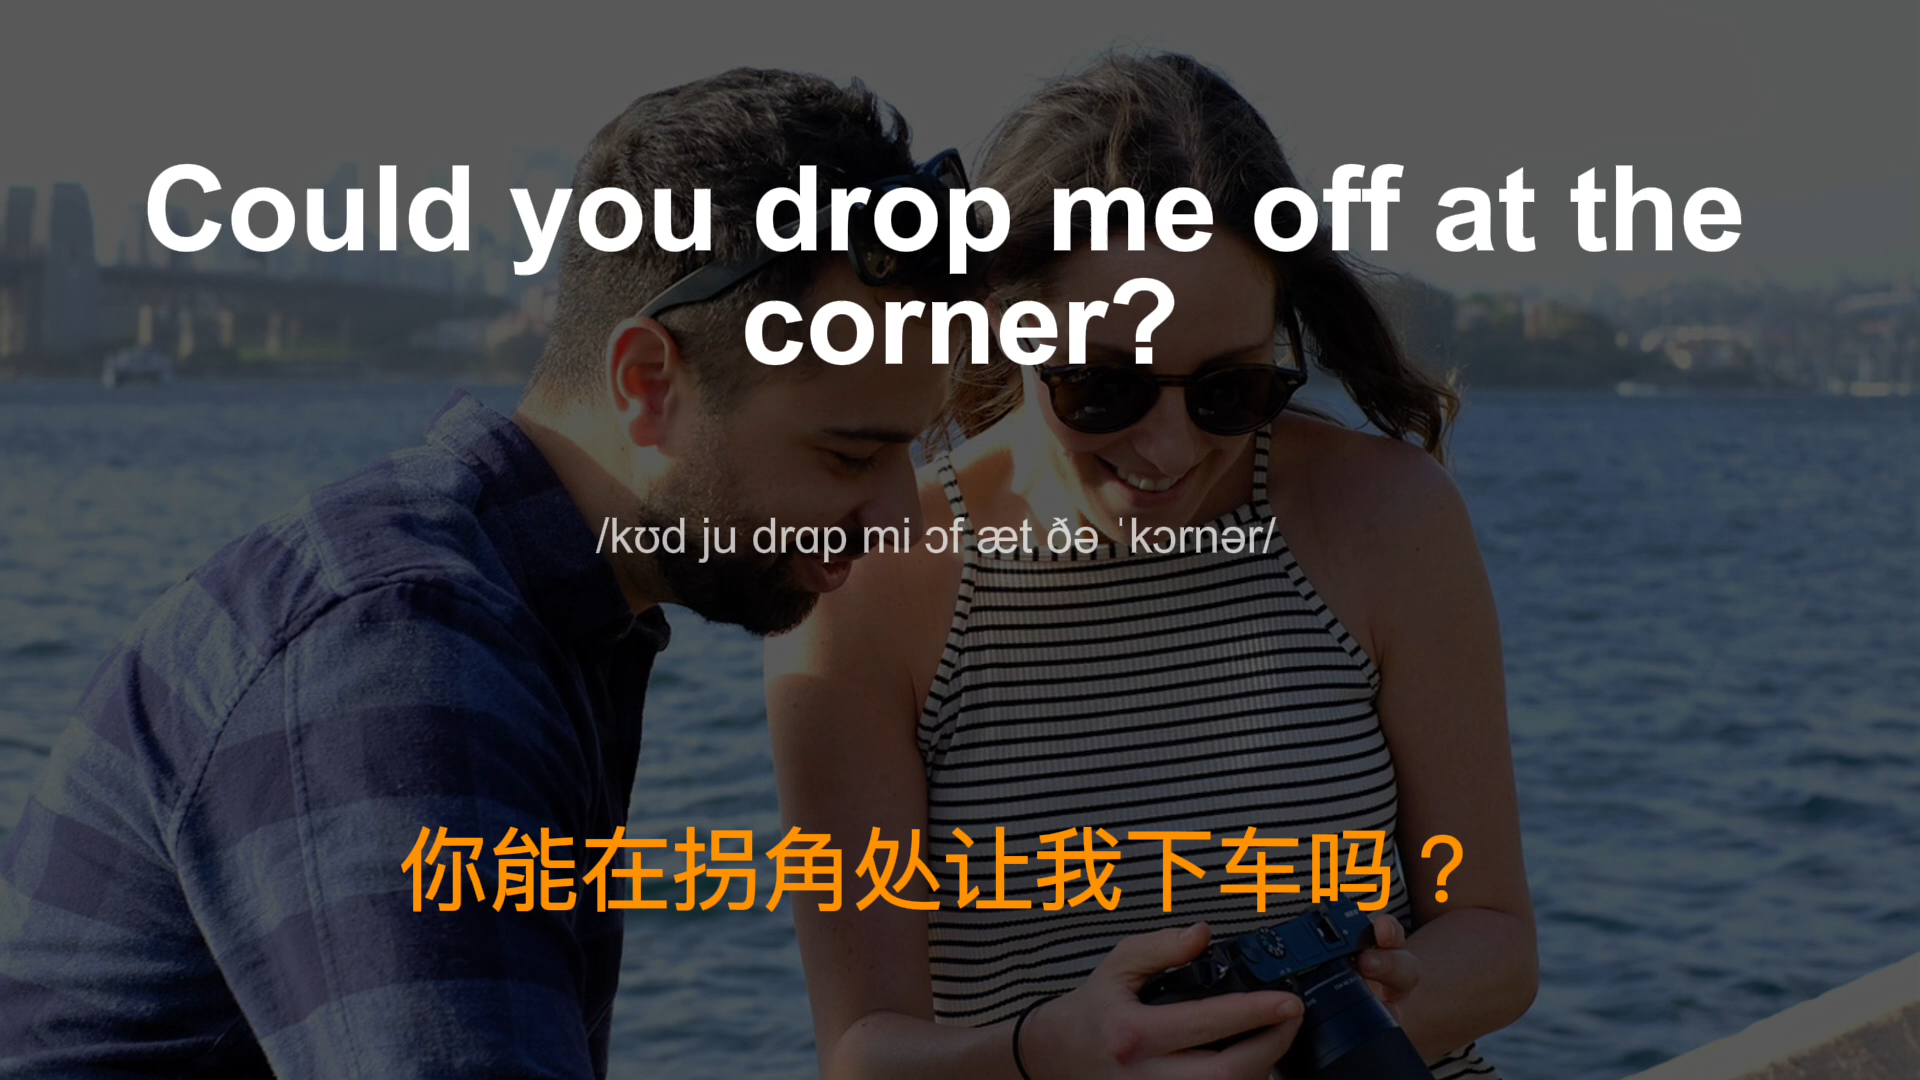 Could you drop me off at the
corner?
/kʊd ju drɑp mi ɔf æt ðə ˈkɔrnər/
你能在拐角处让我下车吗？